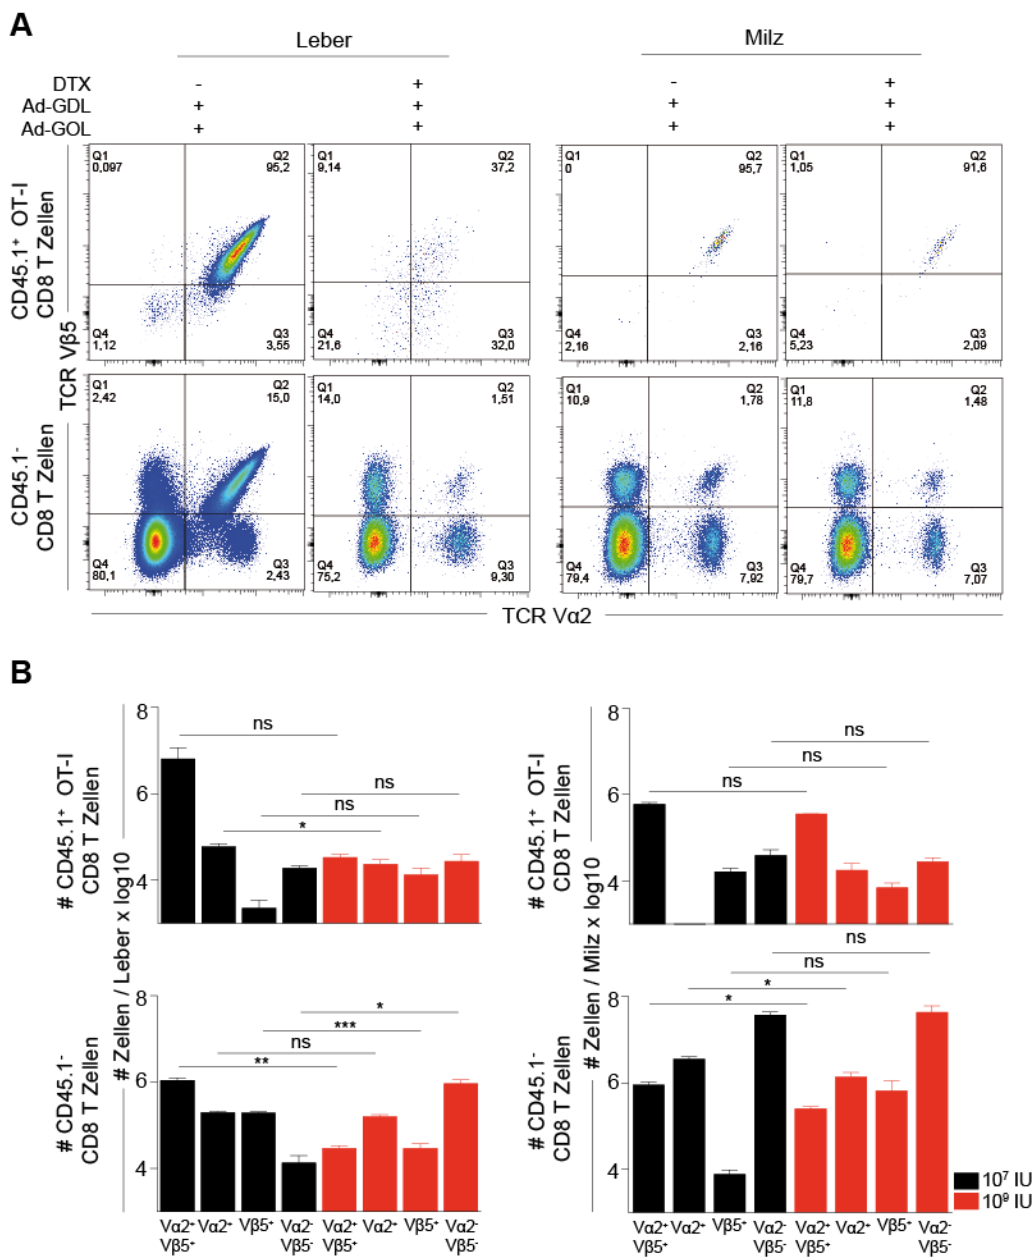 A
Leber
Milz
DTX - + - +
Ad-GDL + + + +
Ad-GOL + + + +
CD45.1⁺ OT-I
CD8 T Zellen
Q1
0,097
Q2
95,2
Q4
1,12
Q3
3,55
Q1
9,14
Q2
37,2
Q4
21,6
Q3
32,0
Q1
0
Q2
95,7
Q4
2,16
Q3
2,16
Q1
1,05
Q2
91,6
Q4
5,23
Q3
2,09
TCR Vβ5
CD45.1⁻
CD8 T Zellen
Q1
2,42
Q2
15,0
Q4
80,1
Q3
2,43
Q1
14,0
Q2
1,51
Q4
75,2
Q3
9,30
Q1
10,9
Q2
1,78
Q4
79,4
Q3
7,92
Q1
11,8
Q2
1,48
Q4
79,7
Q3
7,07
TCR Vα2
B
# CD45.1⁺ OT-I
CD8 T Zellen
8
6
4
ns
ns
ns
*
# CD45.1⁺ OT-I
CD8 T Zellen
8
6
4
ns
ns
ns
# Zellen / Leber x log10
# Zellen / Milz x log10
# CD45.1⁻
CD8 T Zellen
8
6
4
*
***
ns
**
Vα2⁺
Vβ5⁺
Vα2⁺
Vβ5⁺
Vα2⁻
Vβ5⁻
Vα2⁺
Vβ5⁺
Vα2⁺
Vβ5⁺
Vα2⁻
Vβ5⁻
# CD45.1⁻
CD8 T Zellen
8
6
4
ns
ns
*
*
Vα2⁺
Vβ5⁺
Vα2⁺
Vβ5⁺
Vα2⁻
Vβ5⁻
Vα2⁺
Vβ5⁺
Vα2⁺
Vβ5⁺
Vα2⁻
Vβ5⁻
10⁷ IU
10⁹ IU